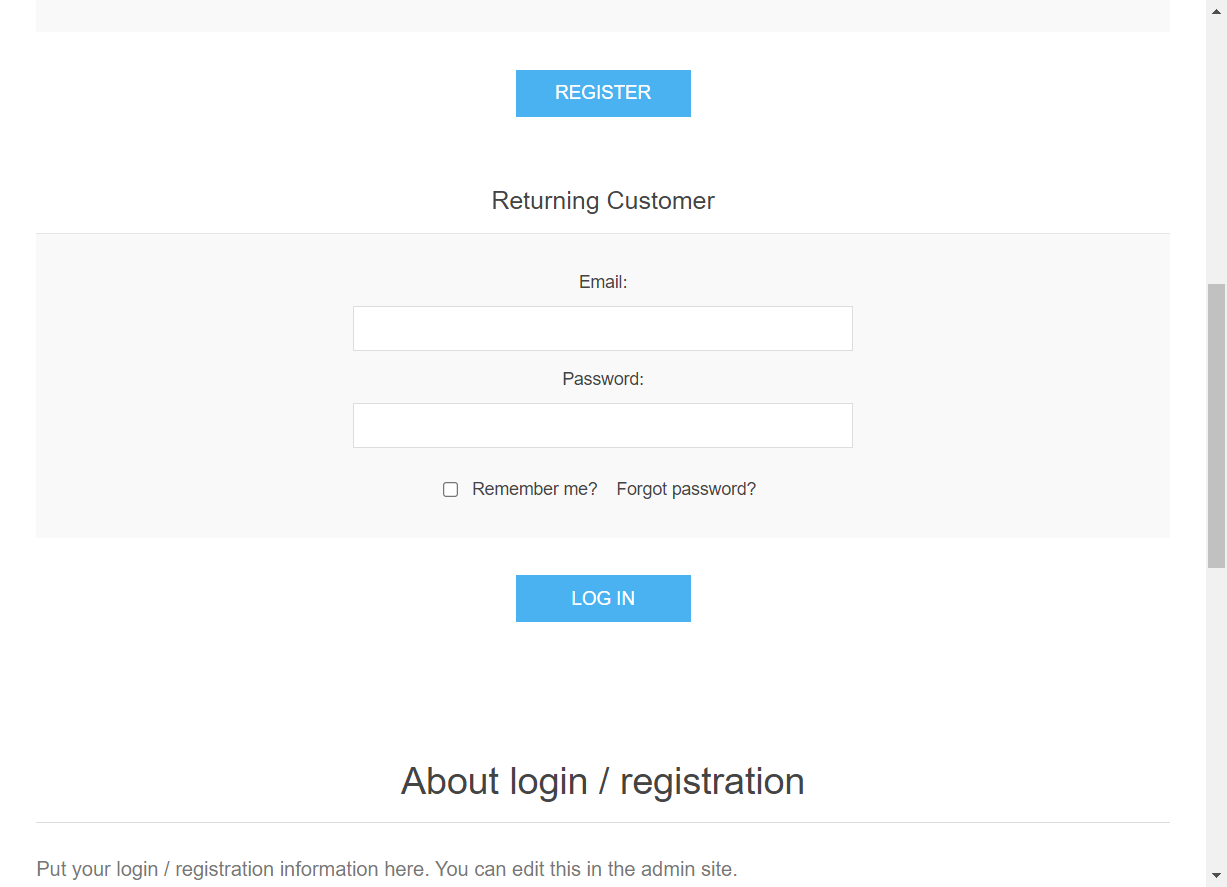 REGISTER
Returning Customer
Email:
Password:
Remember me? Forgot password?
LOG IN
About login / registration
Put your login / registration information here. You can edit this in the admin site.